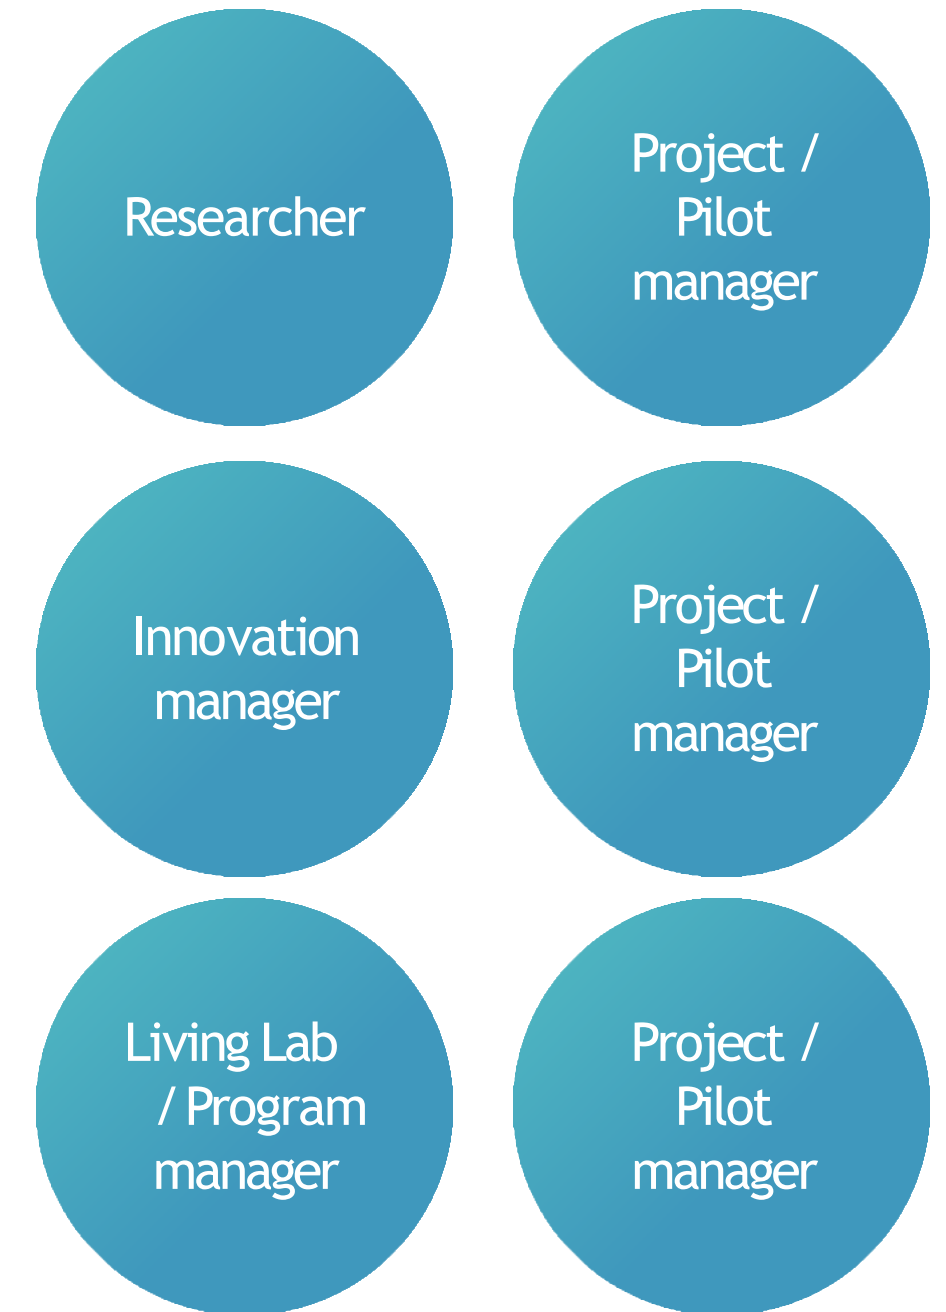 Researcher
Project /
Pilot
manager
Innovation
manager
Project /
Pilot
manager
Living Lab
/ Program
manager
Project /
Pilot
manager